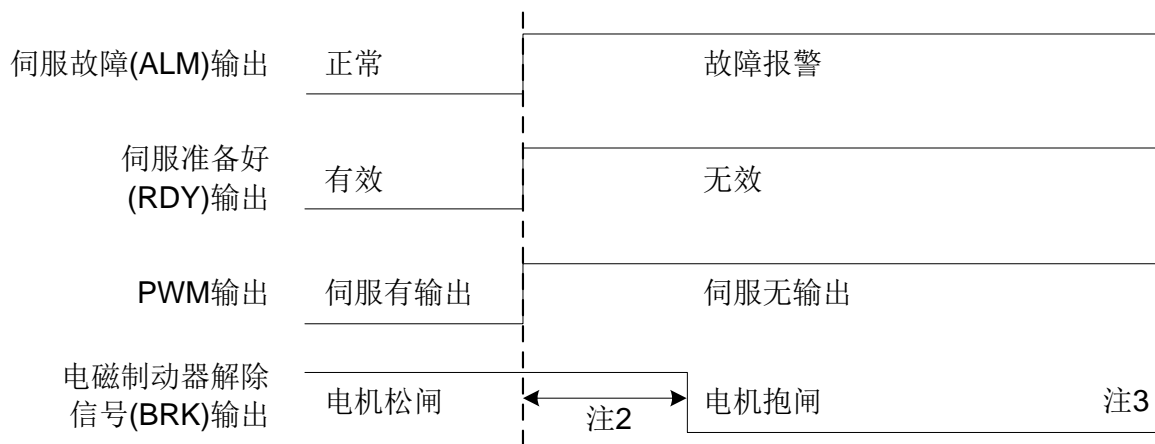 伺服故障(ALM)输出 正常 故障报警
伺服准备好
(RDY)输出 有效 无效
PWM输出 伺服有输出 伺服无输出
电磁制动器解除
信号(BRK)输出 电机松闸 注2 电机抱闸 注3